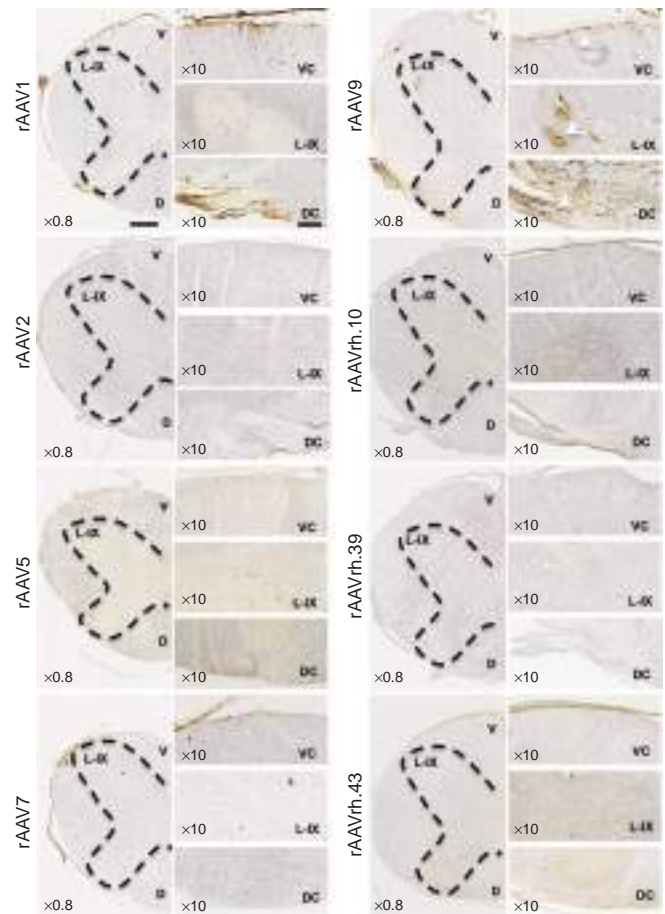 rAAV1
V
L-IX
D
×0.8
×10
VC
×10
L-IX
×10
DC
rAAV9
V
L-IX
D
×0.8
×10
VC
×10
L-IX
×10
DC
rAAV2
V
L-IX
D
×0.8
×10
VC
×10
L-IX
×10
DC
rAAVrh.10
V
L-IX
D
×0.8
×10
VC
×10
L-IX
×10
DC
rAAV5
V
L-IX
D
×0.8
×10
VC
×10
L-IX
×10
DC
rAAVrh.39
V
L-IX
D
×0.8
×10
VC
×10
L-IX
×10
DC
rAAV7
V
L-IX
D
×0.8
×10
VC
×10
L-IX
×10
DC
rAAVrh.43
V
L-IX
D
×0.8
×10
VC
×10
L-IX
×10
DC